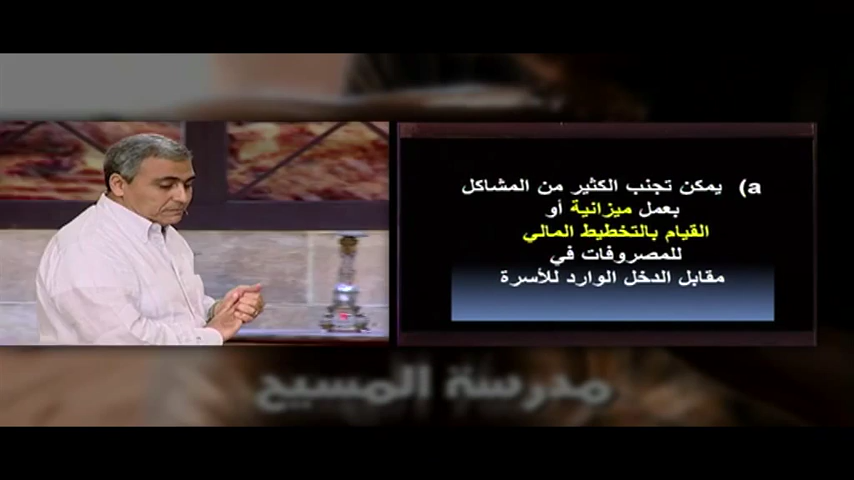 a) يمكن تجنب الكثير من المشاكل
بعمل ميزانية أو
القيام بالتخطيط المالي
للمصروفات في
مقابل الدخل الوارد للأسرة
مدرسة المسيح